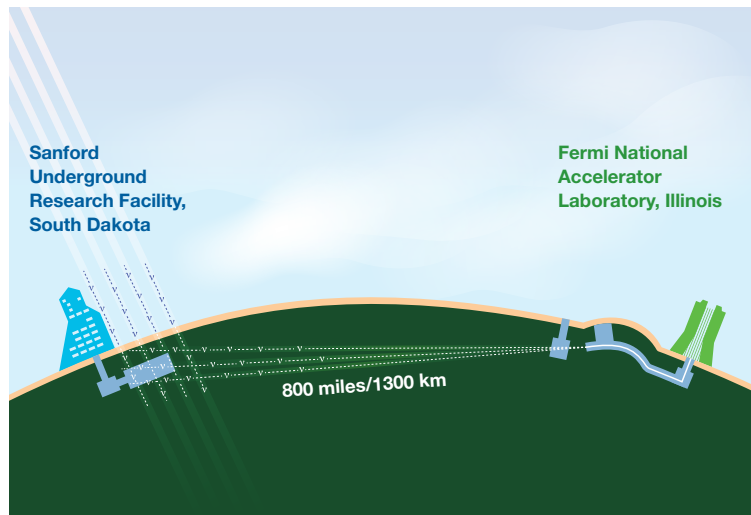 Sanford
Underground
Research Facility,
South Dakota
Fermi National
Accelerator
Laboratory, Illinois
800 miles/1300 km